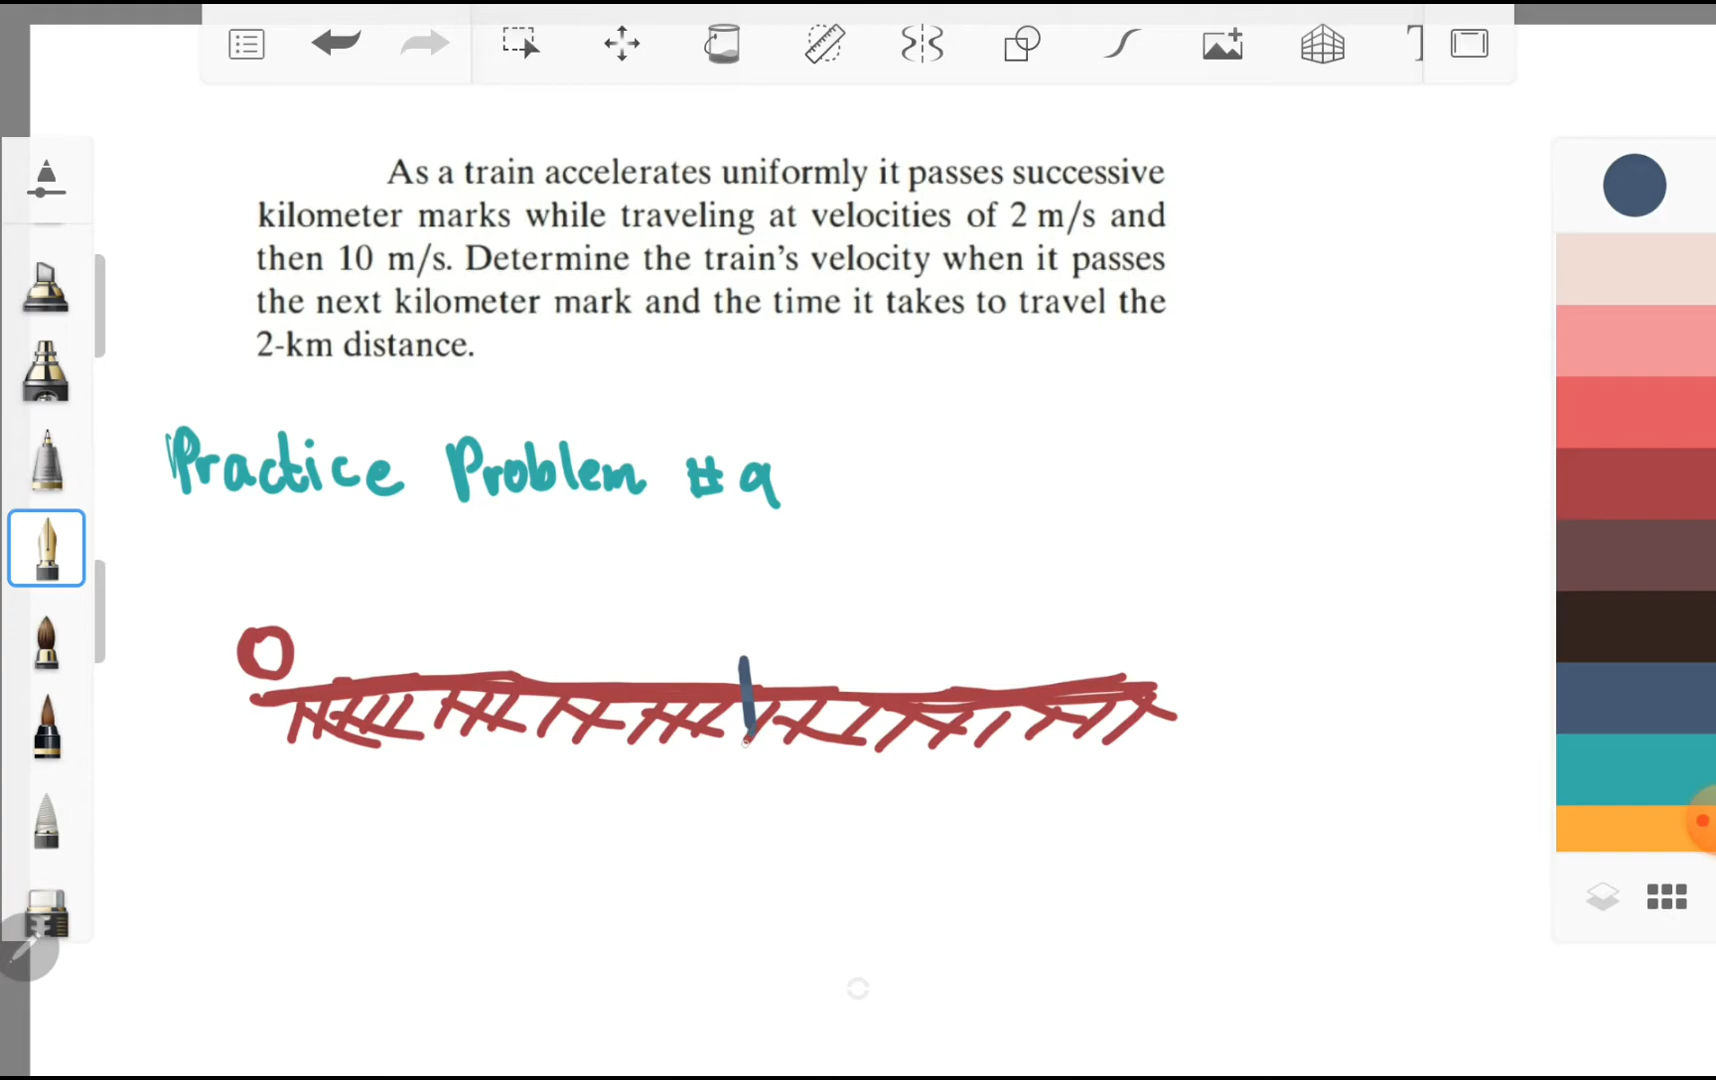 As a train accelerates uniformly it passes successive
kilometer marks while traveling at velocities of 2 m/s and
then 10 m/s. Determine the train's velocity when it passes
the next kilometer mark and the time it takes to travel the
2-km distance.
Practice Problem #9